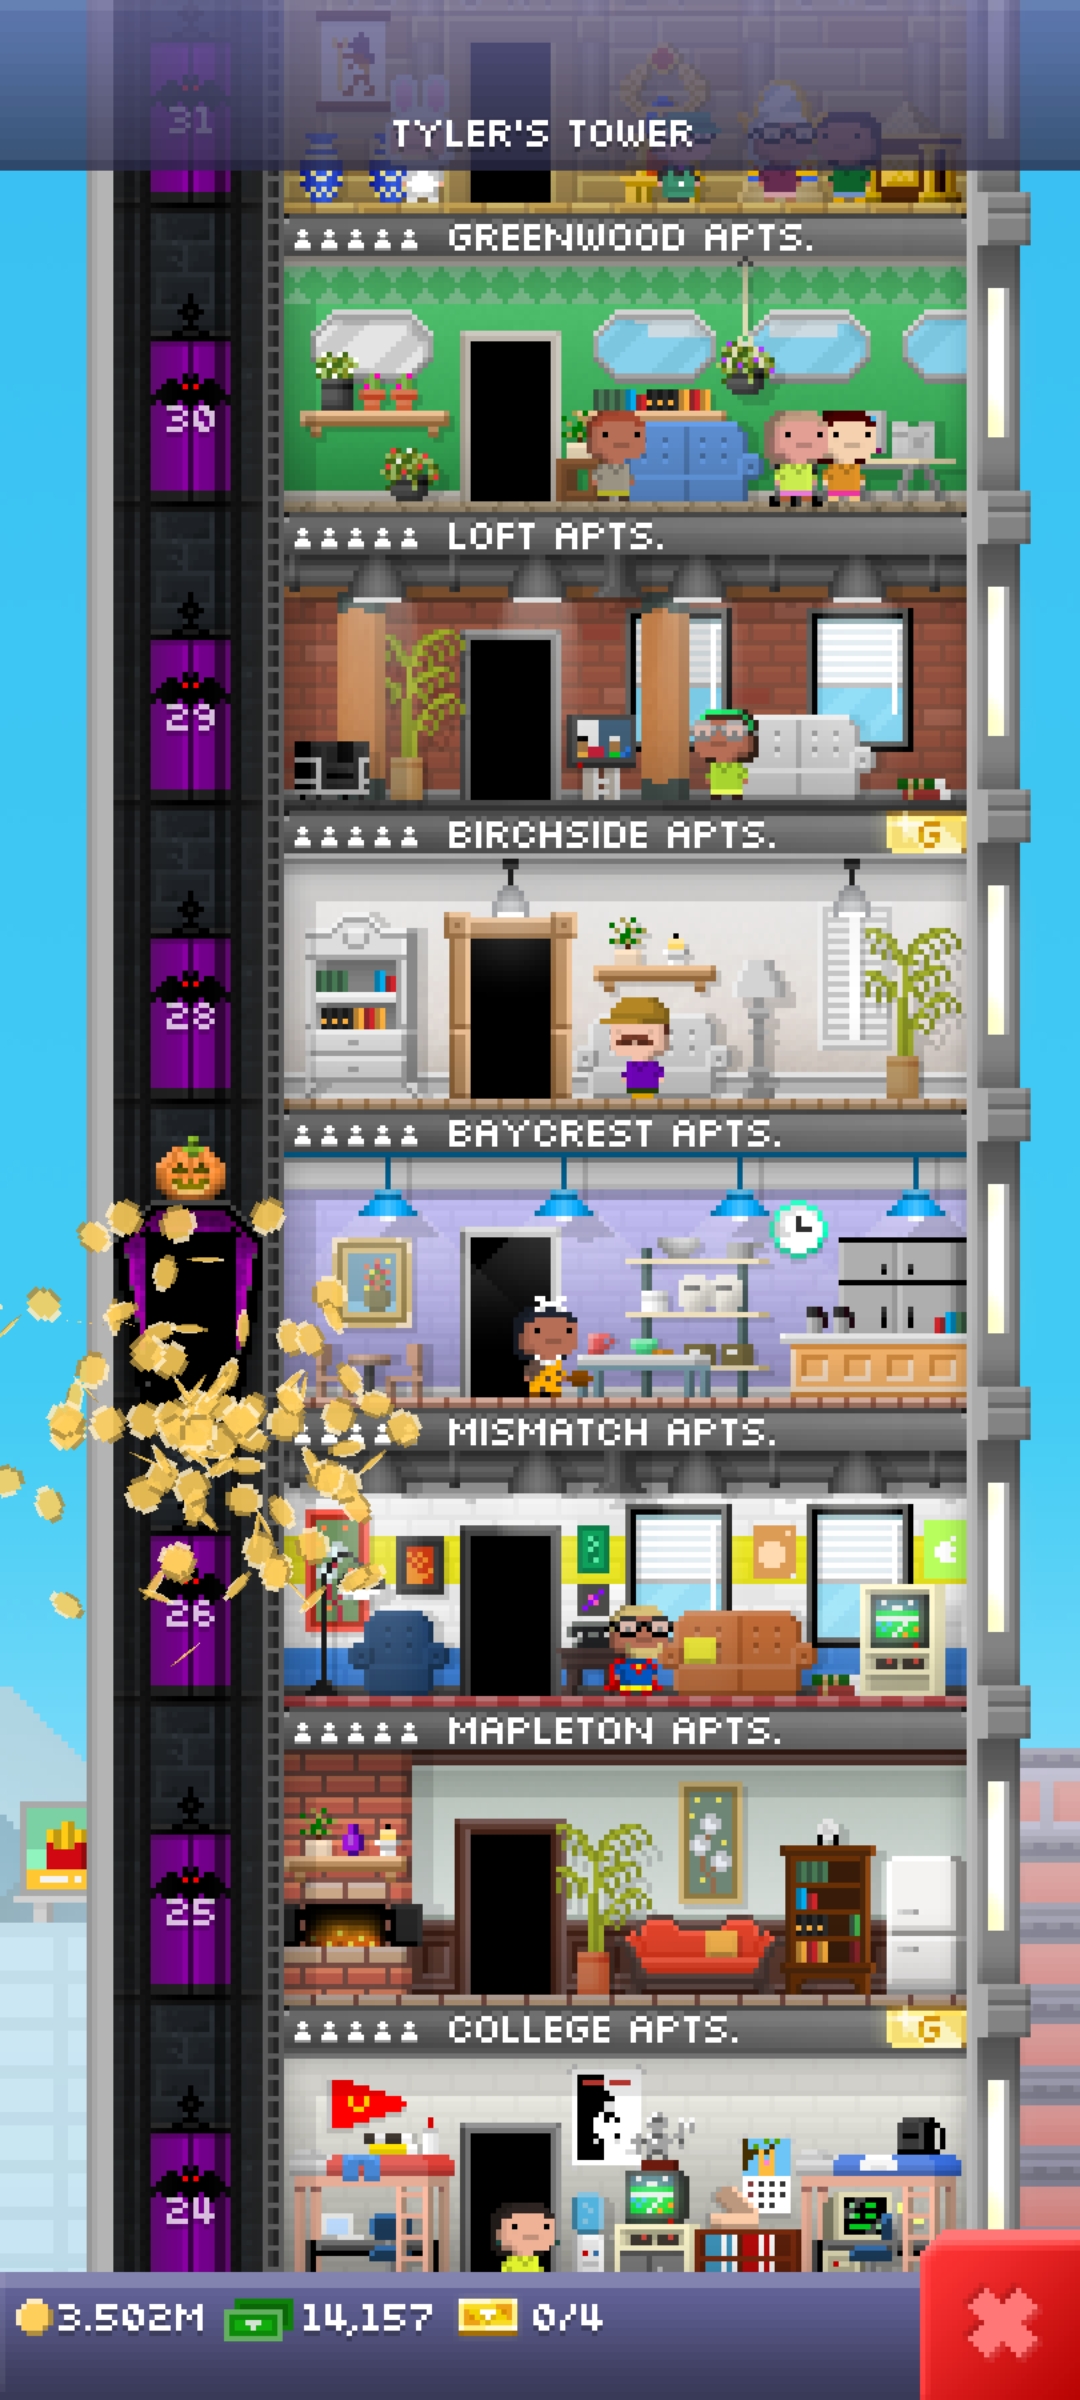 31
TYLER'S TOWER
GREENWOOD APTS.
30
LOFT APTS.
29
BIRCHSIDE APTS. G
28
BAYCREST APTS.
MISMATCH APTS.
26
MAPLETON APTS.
25
COLLEGE APTS. G
24
3.502M 14,157 0/4